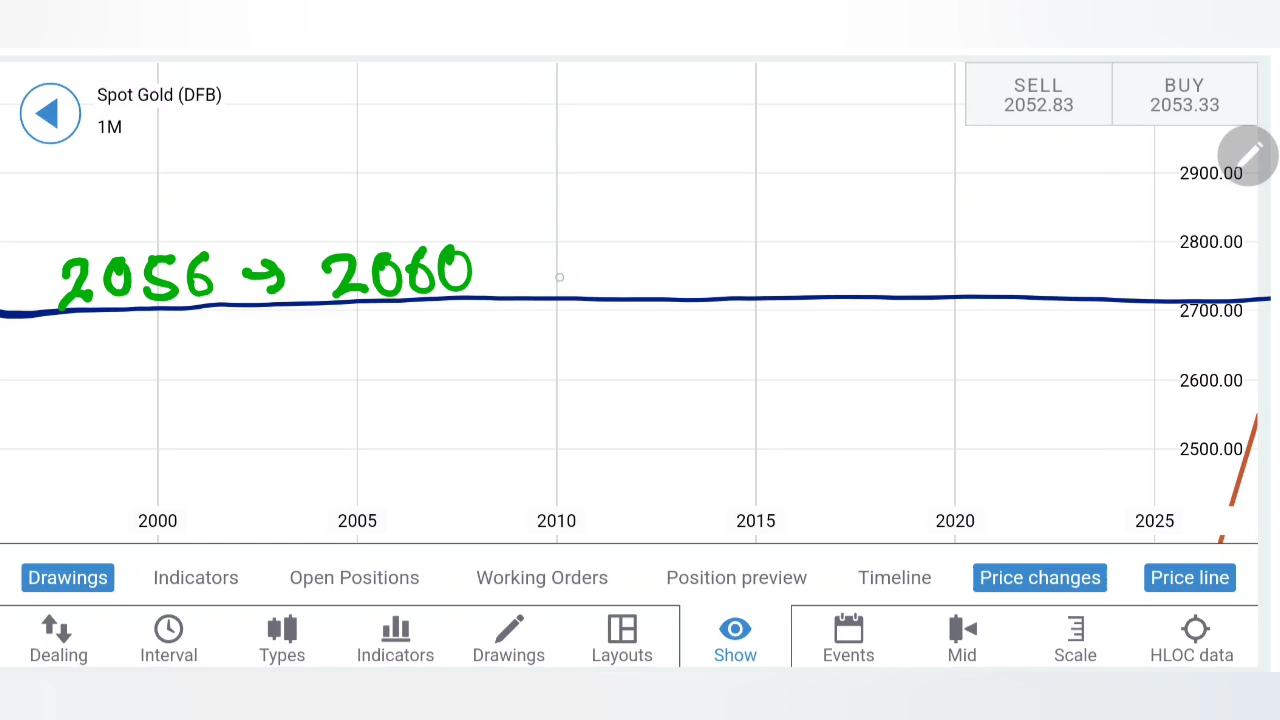 Spot Gold (DFB)
1M
SELL
2052.83
BUY
2053.33
2900.00
2800.00
2056 → 2060
2700.00
2600.00
2500.00
2000 2005 2010 2015 2020 2025
Drawings Indicators Open Positions Working Orders Position preview Timeline Price changes Price line
Dealing Interval Types Indicators Drawings Layouts Show Events Mid Scale HLOC data